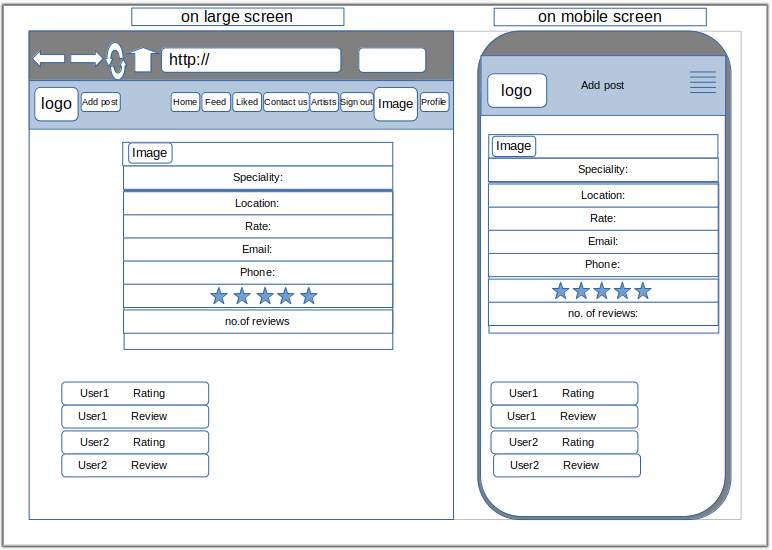 on large screen
http://
logo
Add post
Home
Feed
Liked
Contact us
Artists
Sign out
Image
Profile
Image
Speciality:
Location:
Rate:
Email:
Phone:
no.of reviews
User1 Rating
User1 Review
User2 Rating
User2 Review
on mobile screen
logo
Add post
Image
Speciality:
Location:
Rate:
Email:
Phone:
no. of reviews:
User1 Rating
User1 Review
User2 Rating
User2 Review